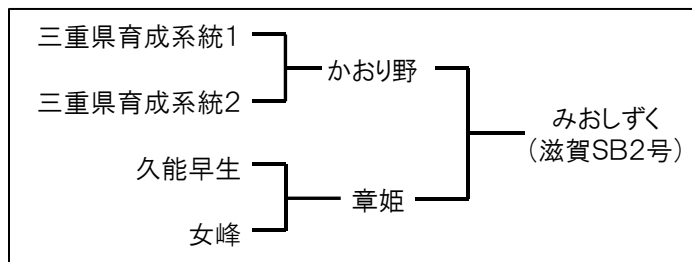 三重県育成系統1
三重県育成系統2
かおり野
久能早生
女峰
章姫
みおしずく
(滋賀SB2号)